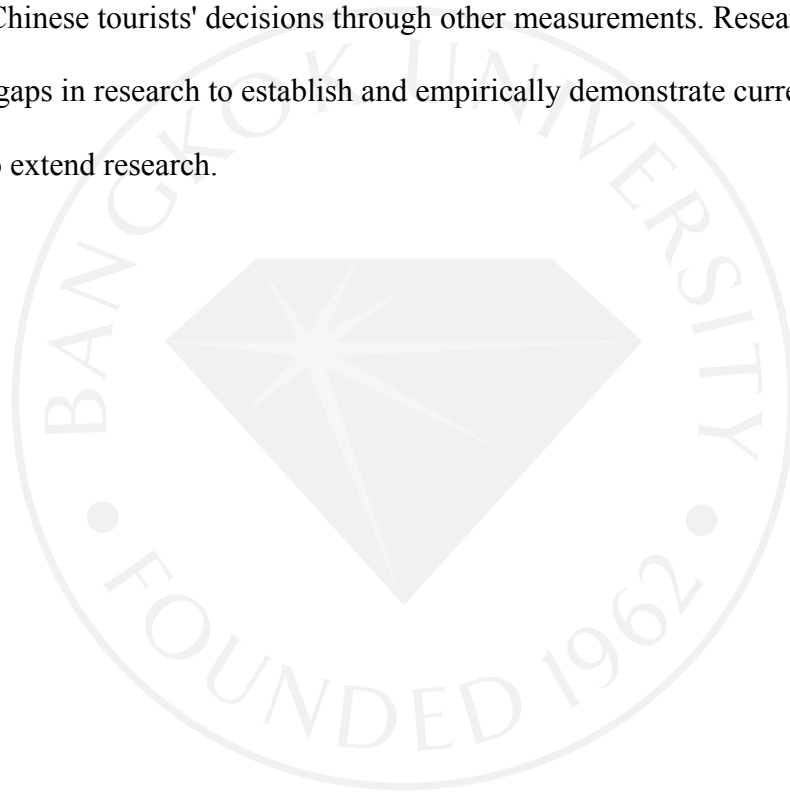 Chinese tourists' decisions through other measurements. Resear
gaps in research to establish and empirically demonstrate curre
extend research.
BANGKOK UNIVERSITY
FOUNDED 1962